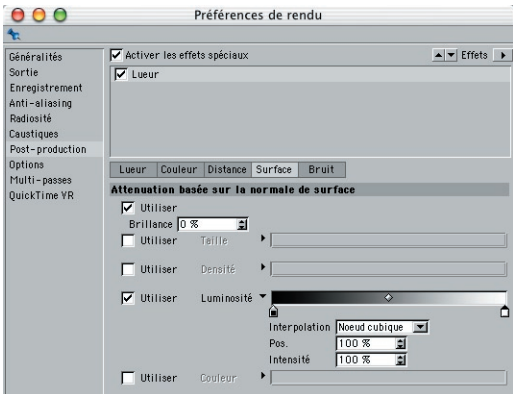 Préférences de rendu
Généralités
Sortie
Enregistrement
Anti-aliasing
Radiosité
Caustiques
Post-production
Options
Multi-passes
QuickTime VR
Activer les effets spéciaux
Effets
Lueur
Lueur Couleur Distance Surface Bruit
Attenuation basée sur la normale de surface
Utiliser
Brillance 0 %
Utiliser Taille
Utiliser Densité
Utiliser Luminosité
Interpolation Noeud cubique
Pos. 100 %
Intensité 100 %
Utiliser Couleur